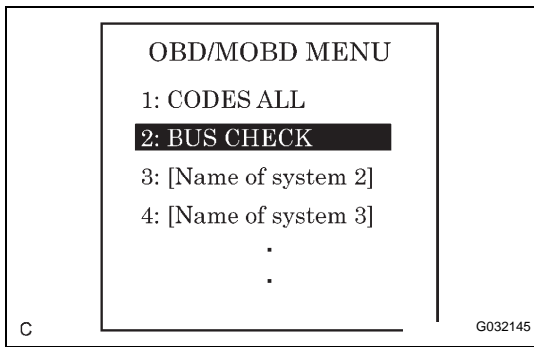 OBD/MOBD MENU
1: CODES ALL
2: BUS CHECK
3: [Name of system 2]
4: [Name of system 3]
.
.
C
G032145